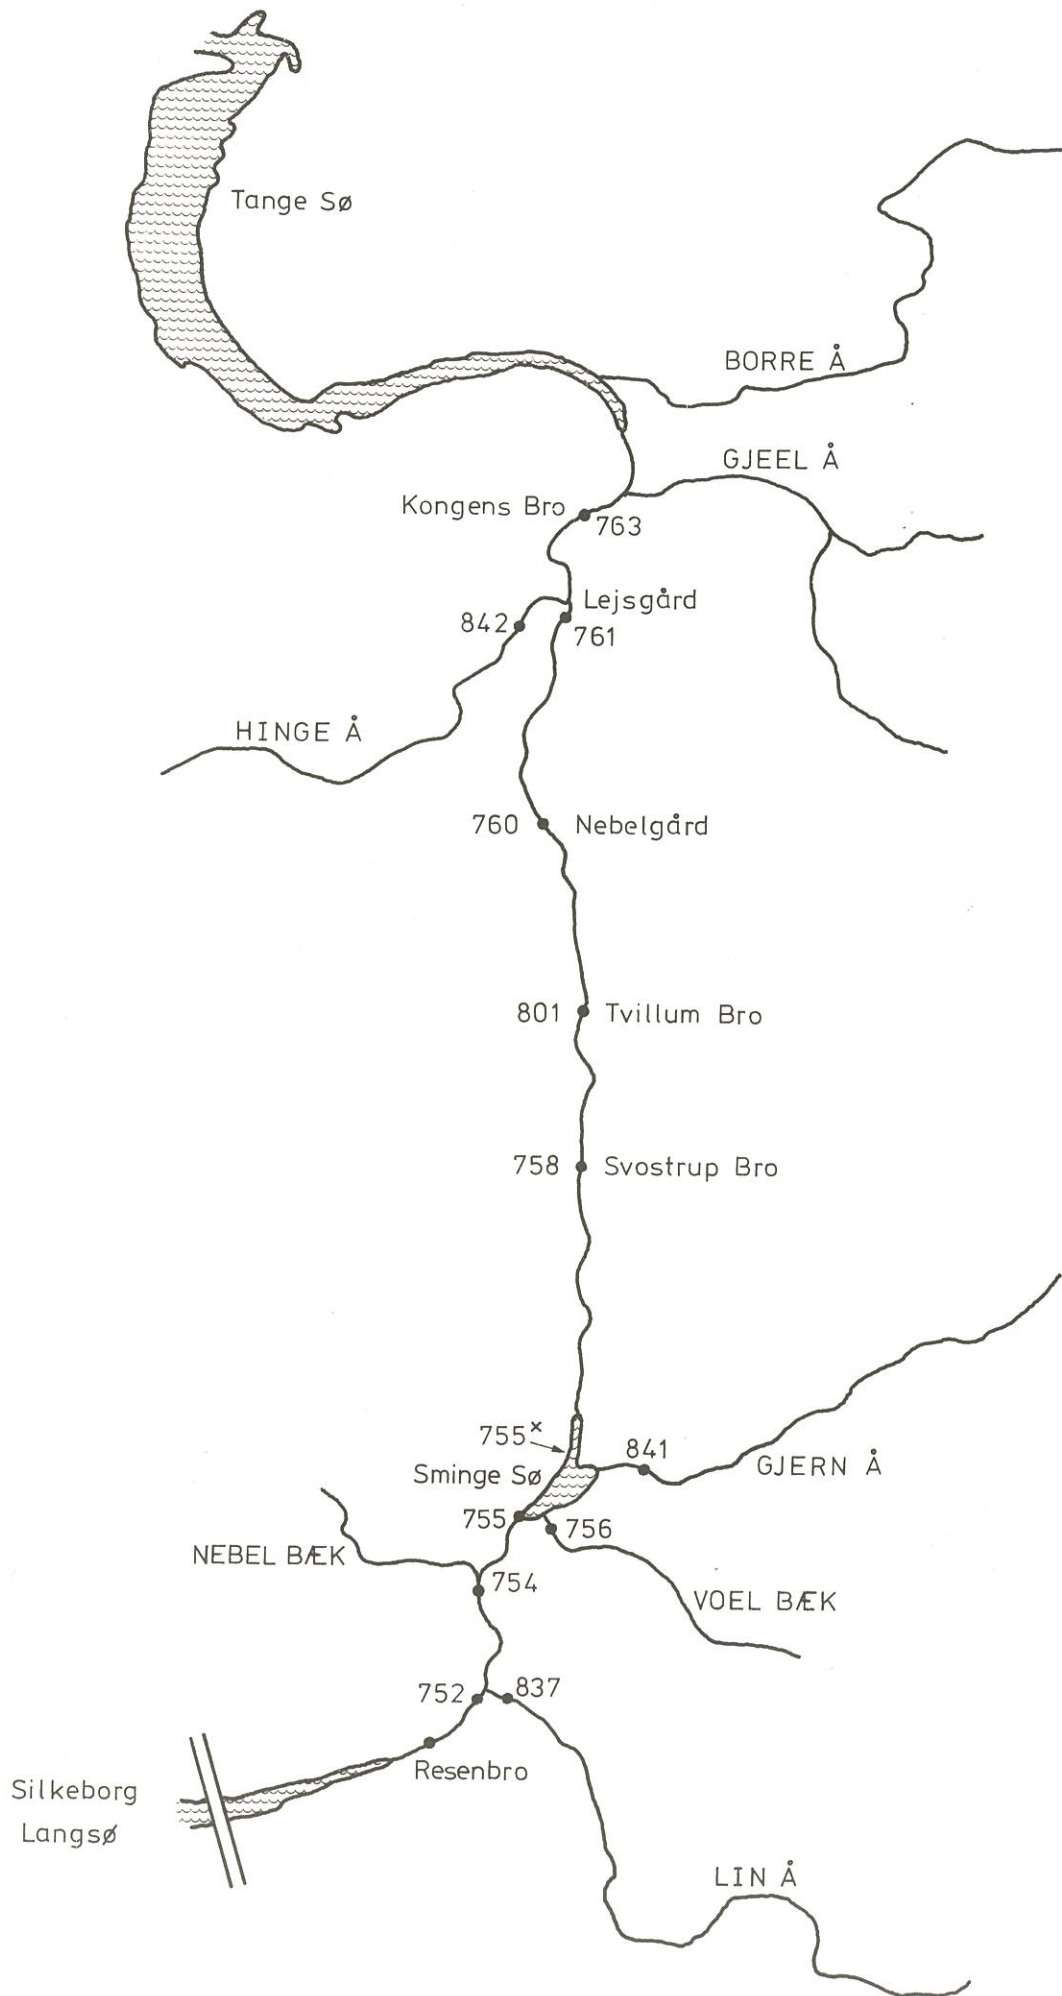 Tange Sø
BORRE Å
GJEEL Å
Kongens Bro
763
Lejsgård
842
761
HINGE Å
760
Nebelgård
801
Tvillum Bro
758
Svostrup Bro
755ˣ
841
GJERN Å
Sminge Sø
755
756
NEBEL BÆK
754
VOEL BÆK
752
837
Resenbro
Silkeborg
Langsø
LIN Å